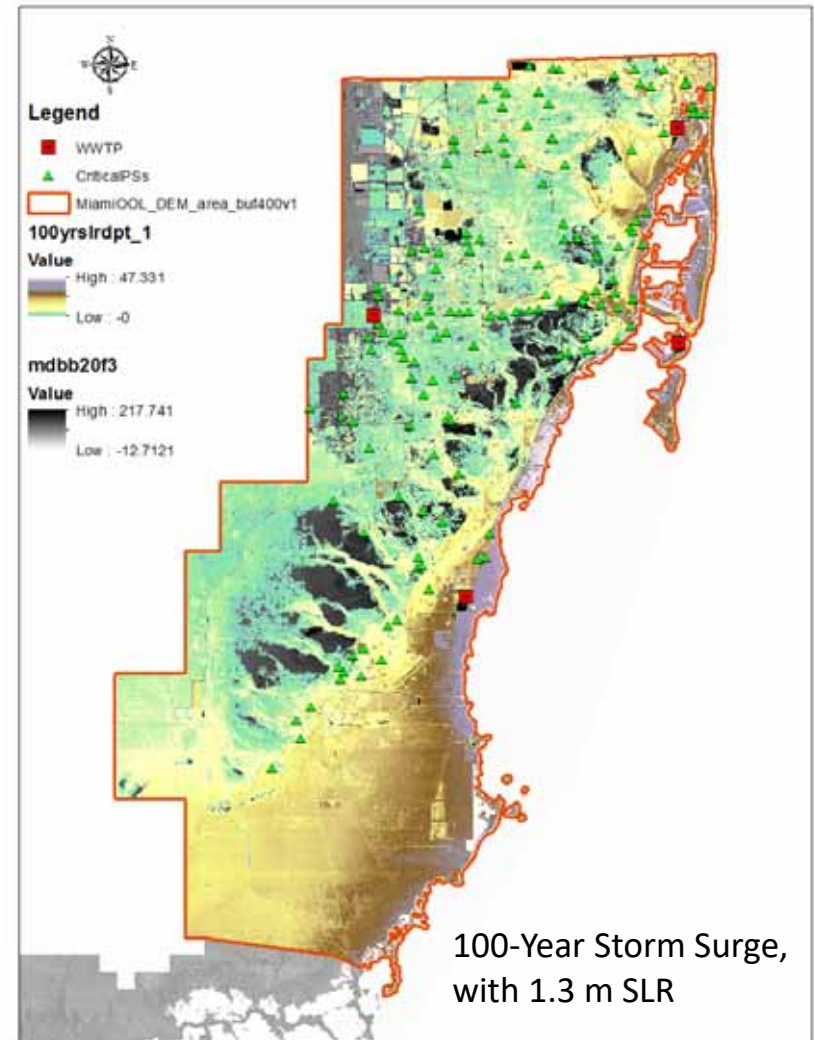 N
W
E
S
Legend
WWTP
CriticalPSs
MiamiOOL_DEM_area_buf400v1
100yrslrdpt_1
Value
High : 47.331
Low : -0
mdbb20f3
Value
High : 217.741
Low : -12.7121
100-Year Storm Surge,
with 1.3 m SLR